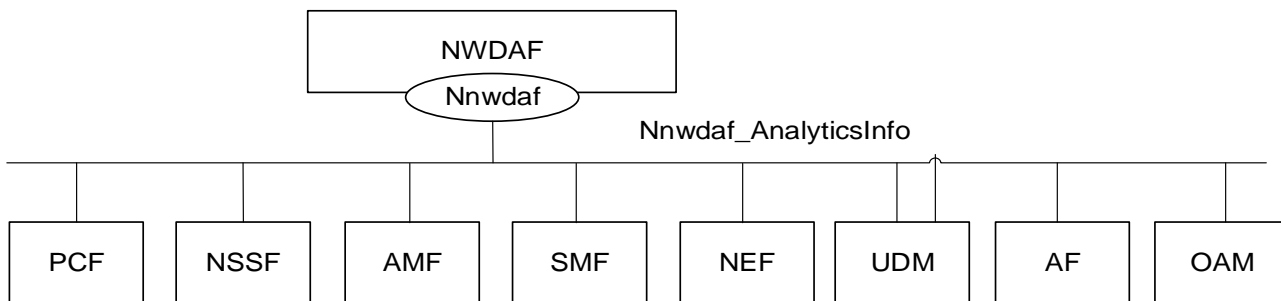 NWDAF
Nnwdaf
Nnwdaf_AnalyticsInfo
PCF NSSF AMF SMF NEF UDM AF OAM